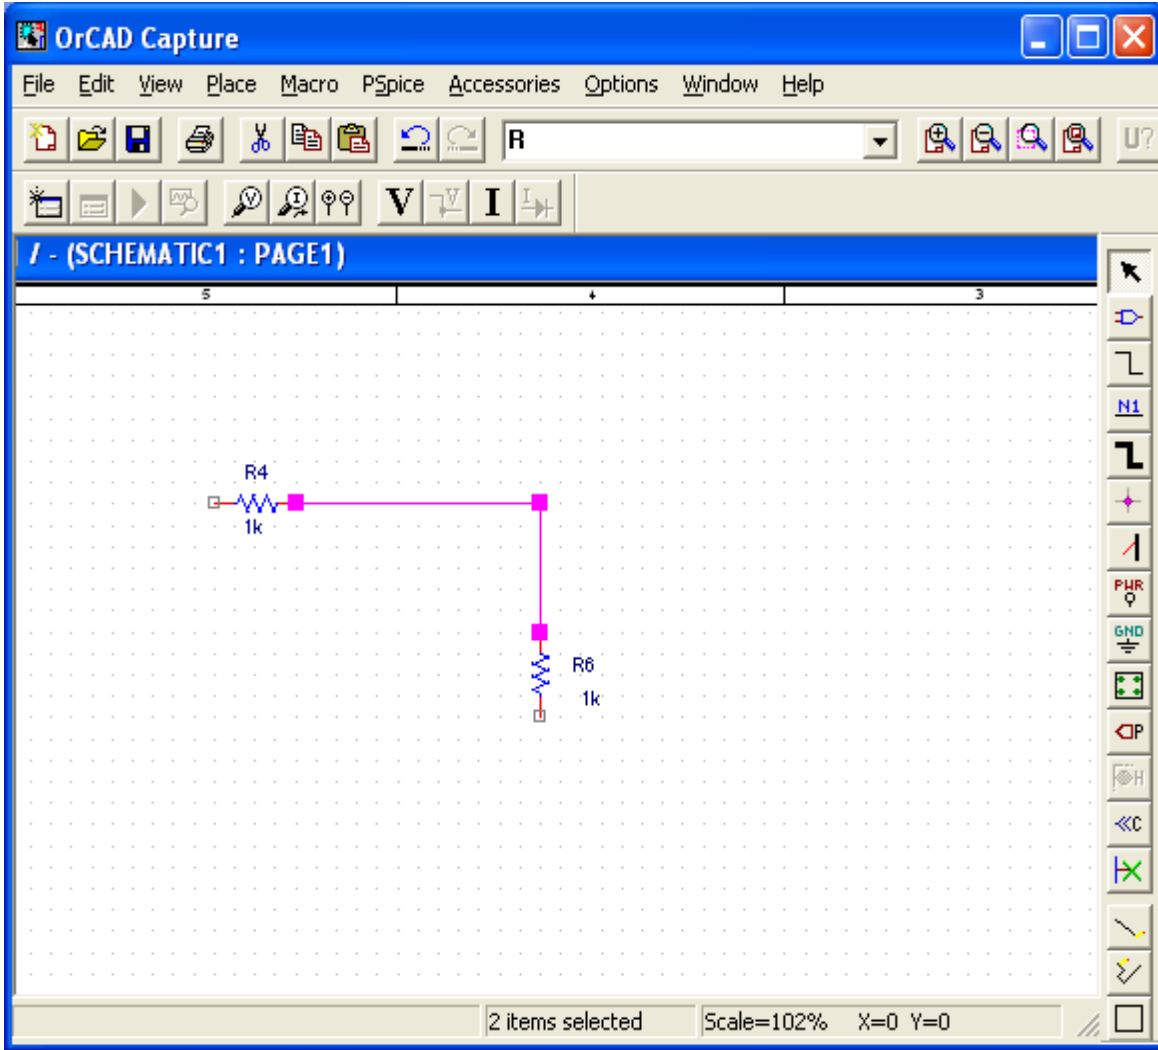 OrCAD Capture
File Edit View Place Macro PSpice Accessories Options Window Help
R
U?
V I V V I I
/ - (SCHEMATIC1 : PAGE1)
5 4 3
N1
R4
1k
PWR
GND
R6
1k
P
H
C
2 items selected Scale=102% X=0 Y=0